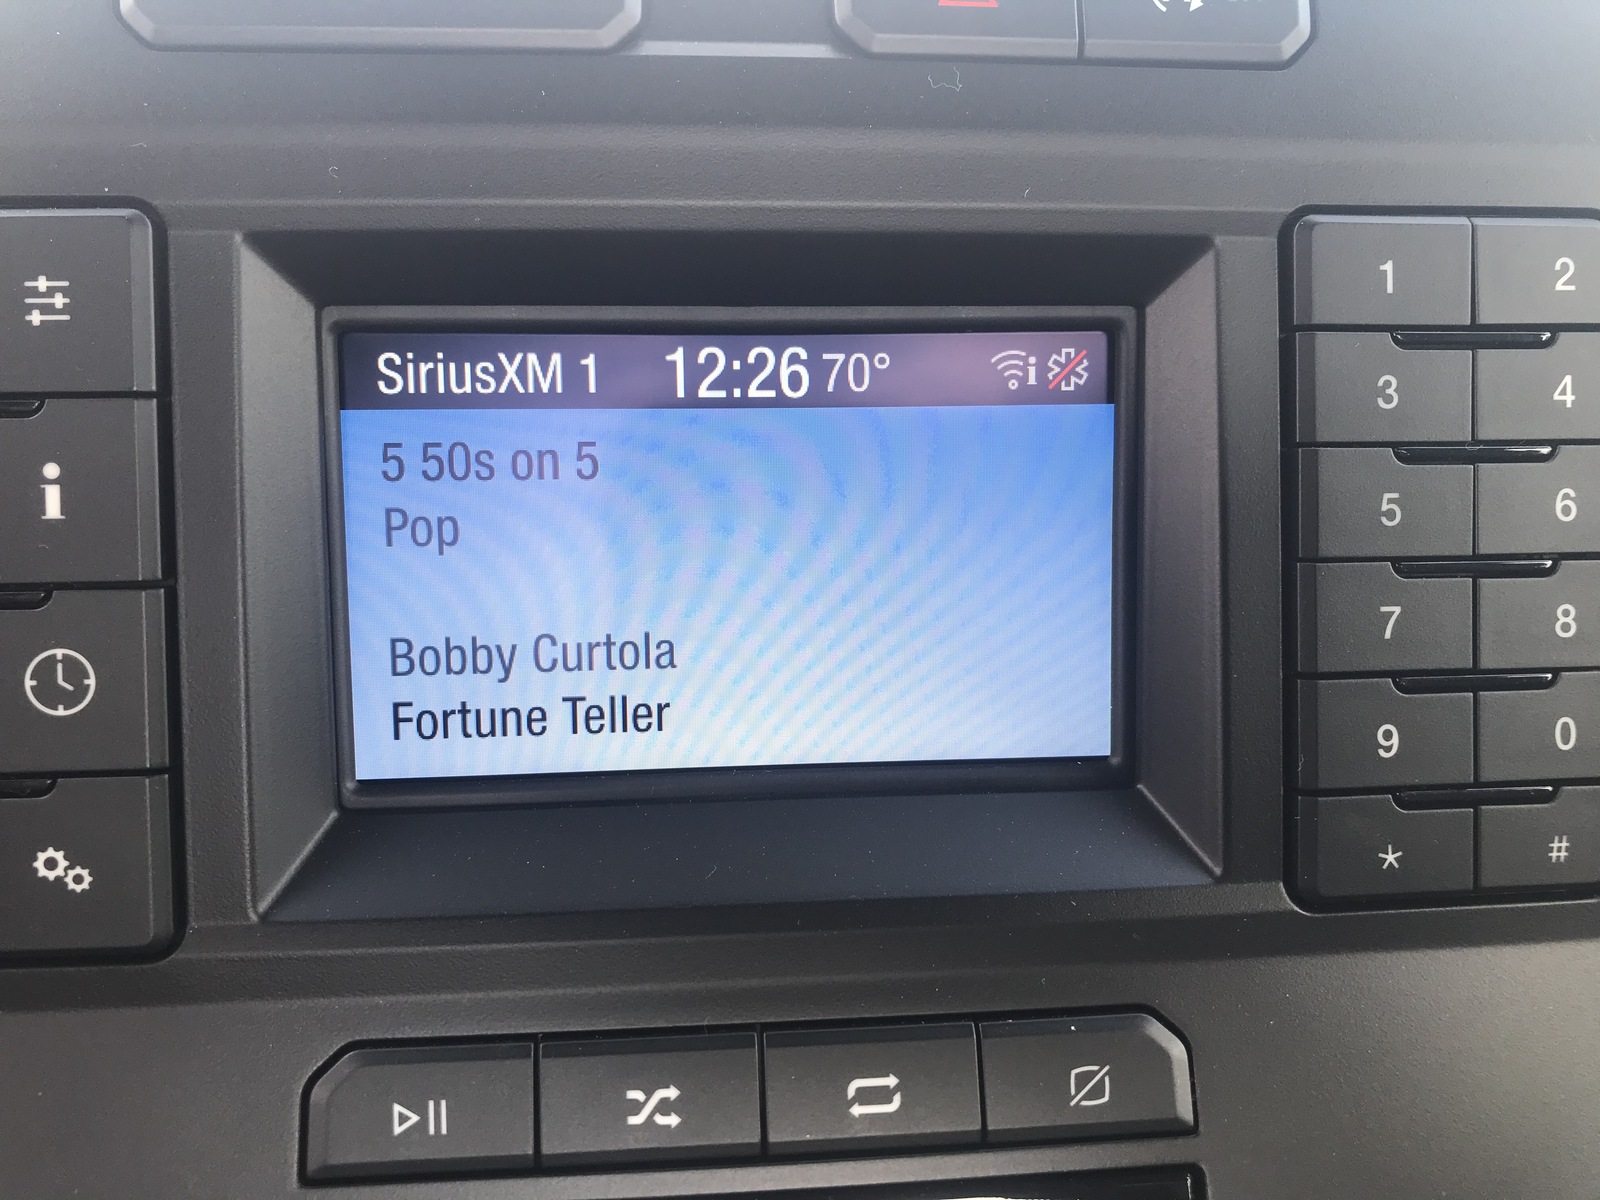 SiriusXM 1 12:26 70° i
5 50s on 5
Pop
Bobby Curtola
Fortune Teller
i
1 2
3 4
5 6
7 8
9 0
* #